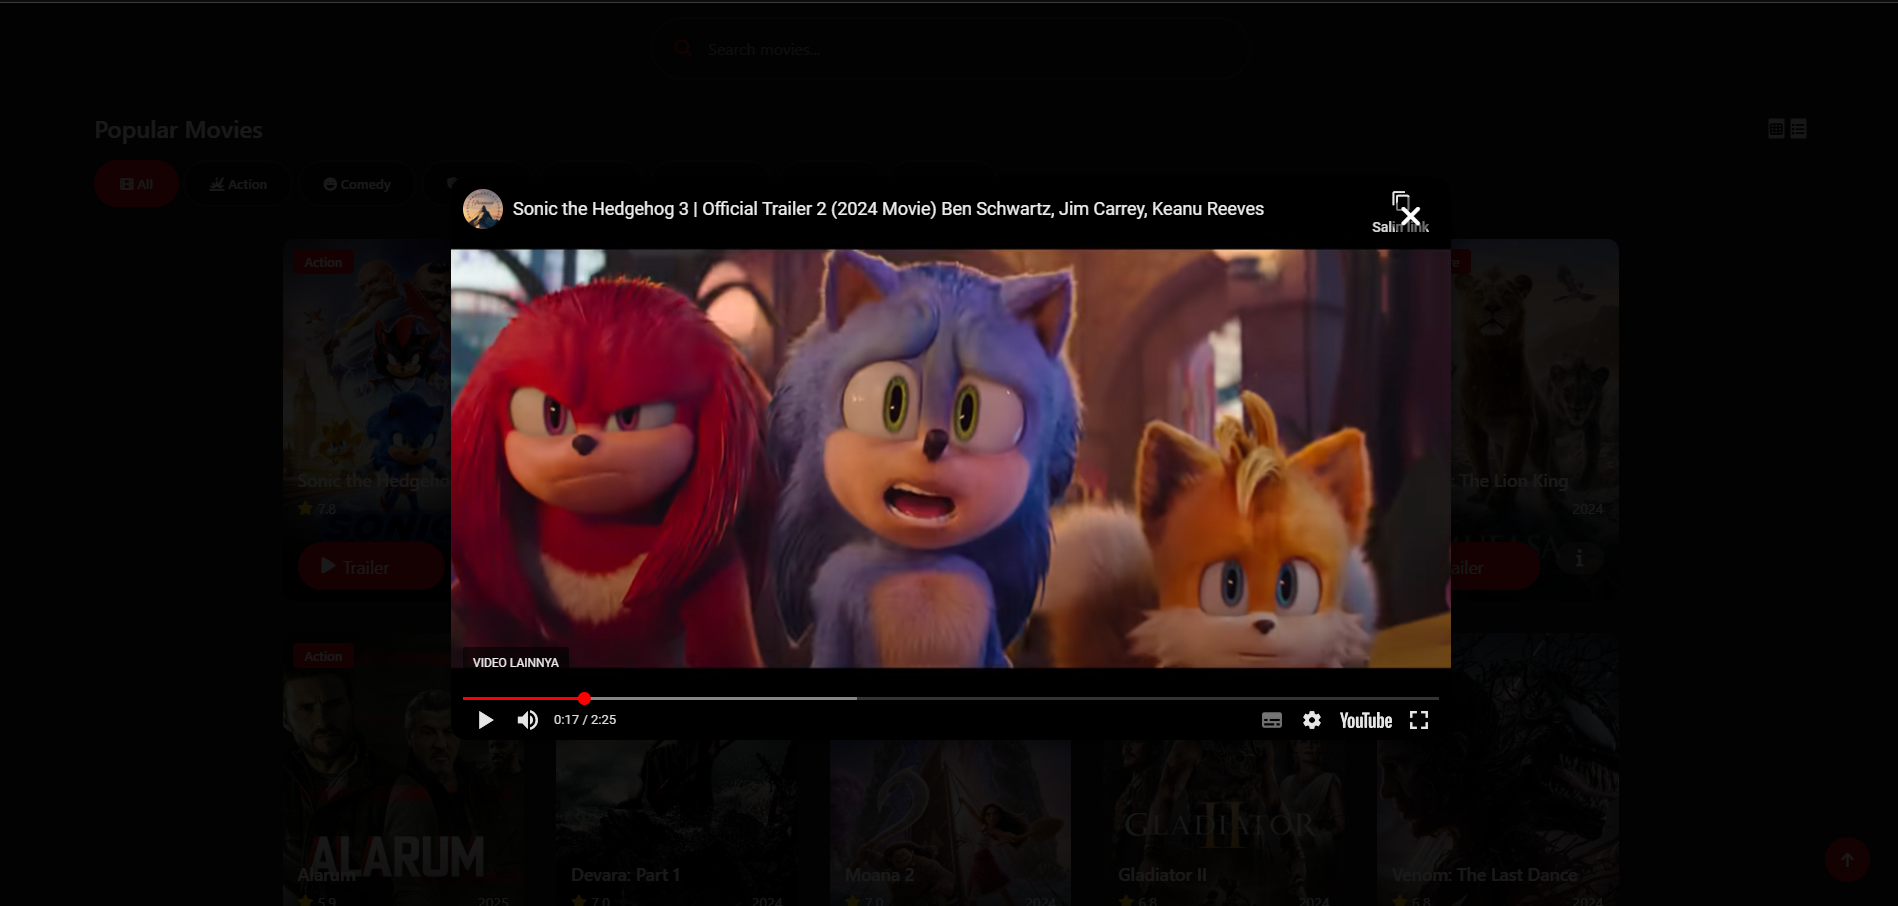 Search movies...
Popular Movies
All
Action
Comedy
Sonic the Hedgehog 3 | Official Trailer 2 (2024 Movie) Ben Schwartz, Jim Carrey, Keanu Reeves
Salin link
Action
Sonic the Hedgeho
7.8
SONIC
Trailer
: The Lion King
2024
ailer
VIDEO LAINNYA
0:17 / 2:25
YouTube
Action
ALARUM
Alarum
5.9
2025
Devara: Part 1
7.0
2024
2
Moana 2
7.0
2024
GLADIATOR
II
Gladiator II
6.8
2024
Venom: The Last Dance
6.8
2024